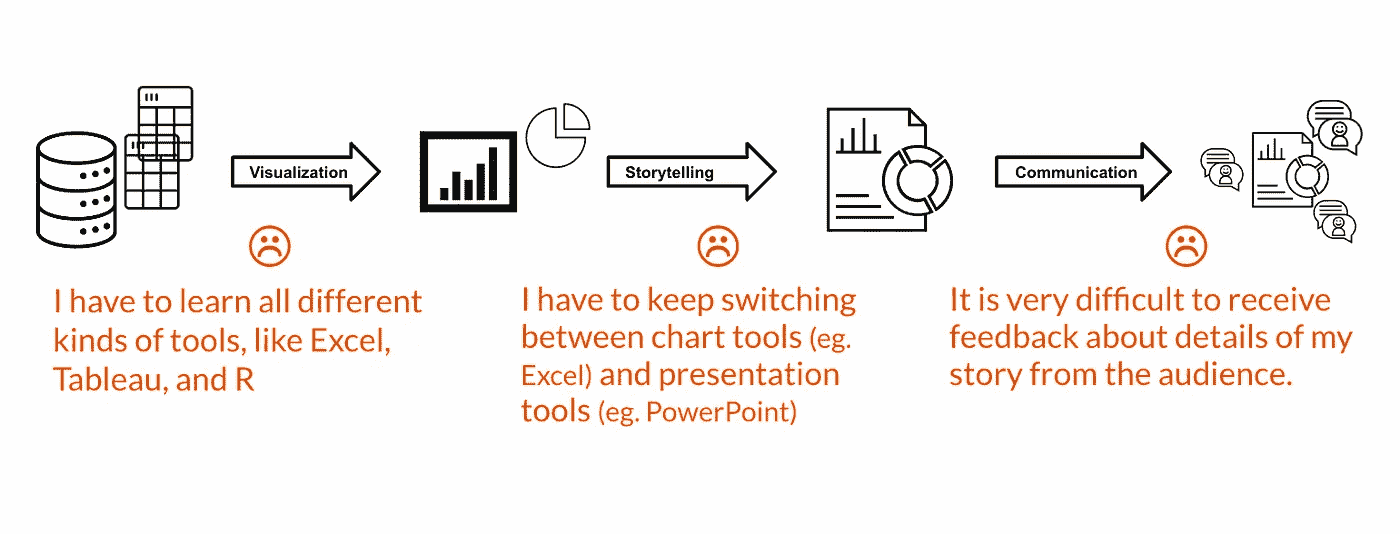 Visualization
Storytelling
Communication
I have to learn all different
kinds of tools, like Excel,
Tableau, and R
I have to keep switching
between chart tools (eg.
Excel) and presentation
tools (eg. PowerPoint)
It is very difficult to receive
feedback about details of my
story from the audience.